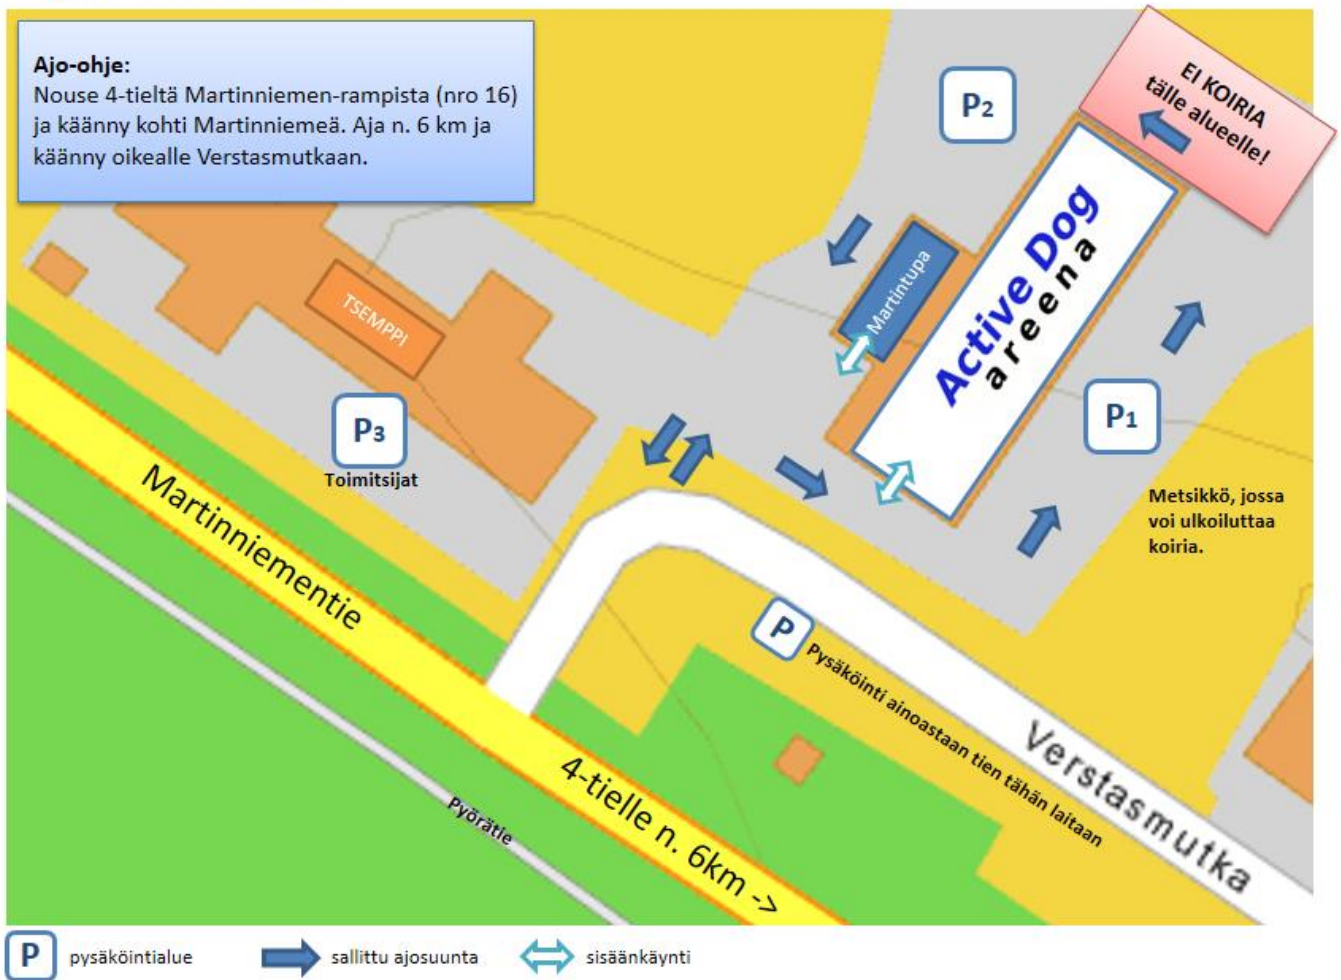 Ajo-ohje:
Nouse 4-tieltä Martinniemen-rampista (nro 16)
ja käänny kohti Martinniemeä. Aja n. 6 km ja
käänny oikealle Verstasmutkaan.
P2
EI KOIRIA
tälle alueelle!
Martintupa
Active Dog
areena
TSEMPPI
P3
Toimitsijat
P1
Metsikkö, jossa
voi ulkoiluttaa
koiria.
Martinniementie
P
Pysäköinti ainoastaan tien tähän laitaan
Verstasmutka
4-tielle n. 6km ->
Pyörätie
P pysäköintialue
sallittu ajosuunta
sisäänkäynti